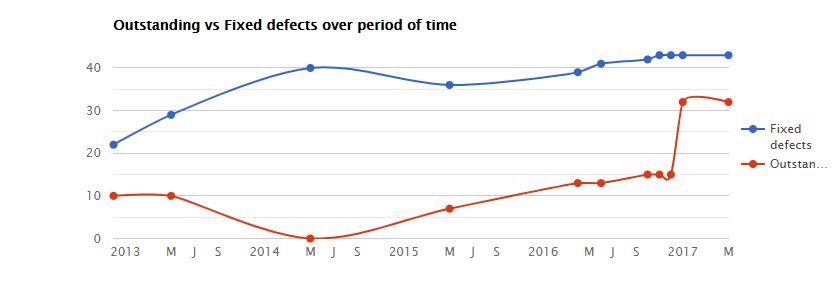 Outstanding vs Fixed defects over period of time
40
30
20
10
0
Fixed
defects
Outstan...
2013 M J S 2014 M J S 2015 M J S 2016 M J S 2017 M